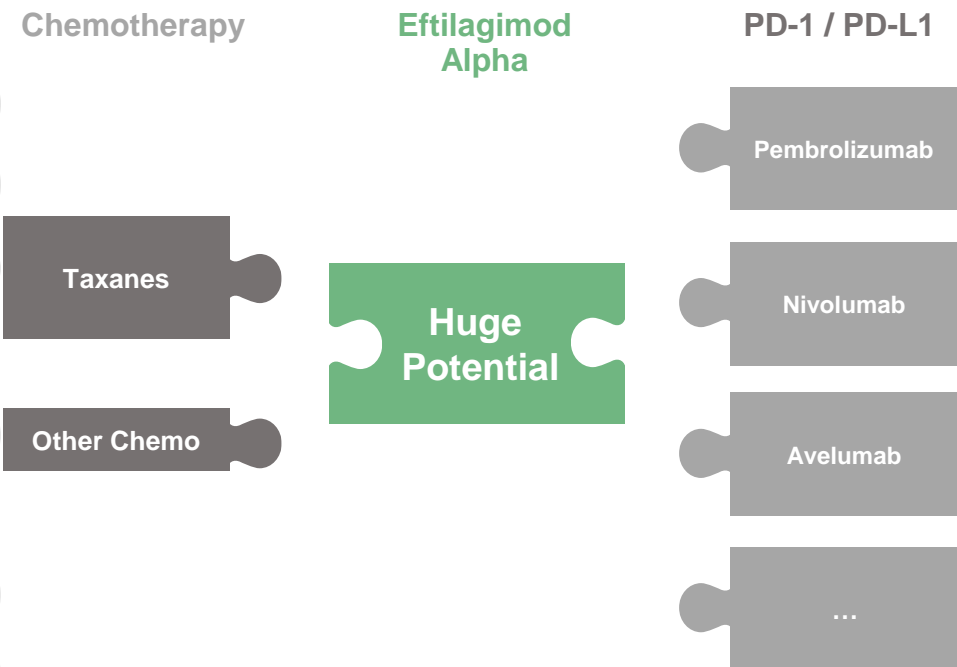 Chemotherapy
Eftilagimod
Alpha
PD-1 / PD-L1
Taxanes
Other Chemo
Huge
Potential
Pembrolizumab
Nivolumab
Avelumab
...